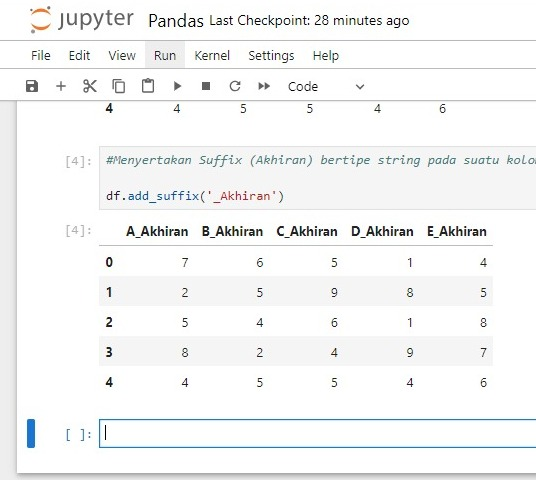 jupyter Pandas Last Checkpoint: 28 minutes ago
File Edit View Run Kernel Settings Help
Code
4 4 5 5 4 6
[4]: #Menyertakan Suffix (Akhiran) bertipe string pada suatu
df.add_suffix('_Akhiran')
[4]: A_Akhiran B_Akhiran C_Akhiran D_Akhiran E_Akhiran
0 7 6 5 1 4
1 2 5 9 8 5
2 5 4 6 1 8
3 8 2 4 9 7
4 4 5 5 4 6
[ ]: